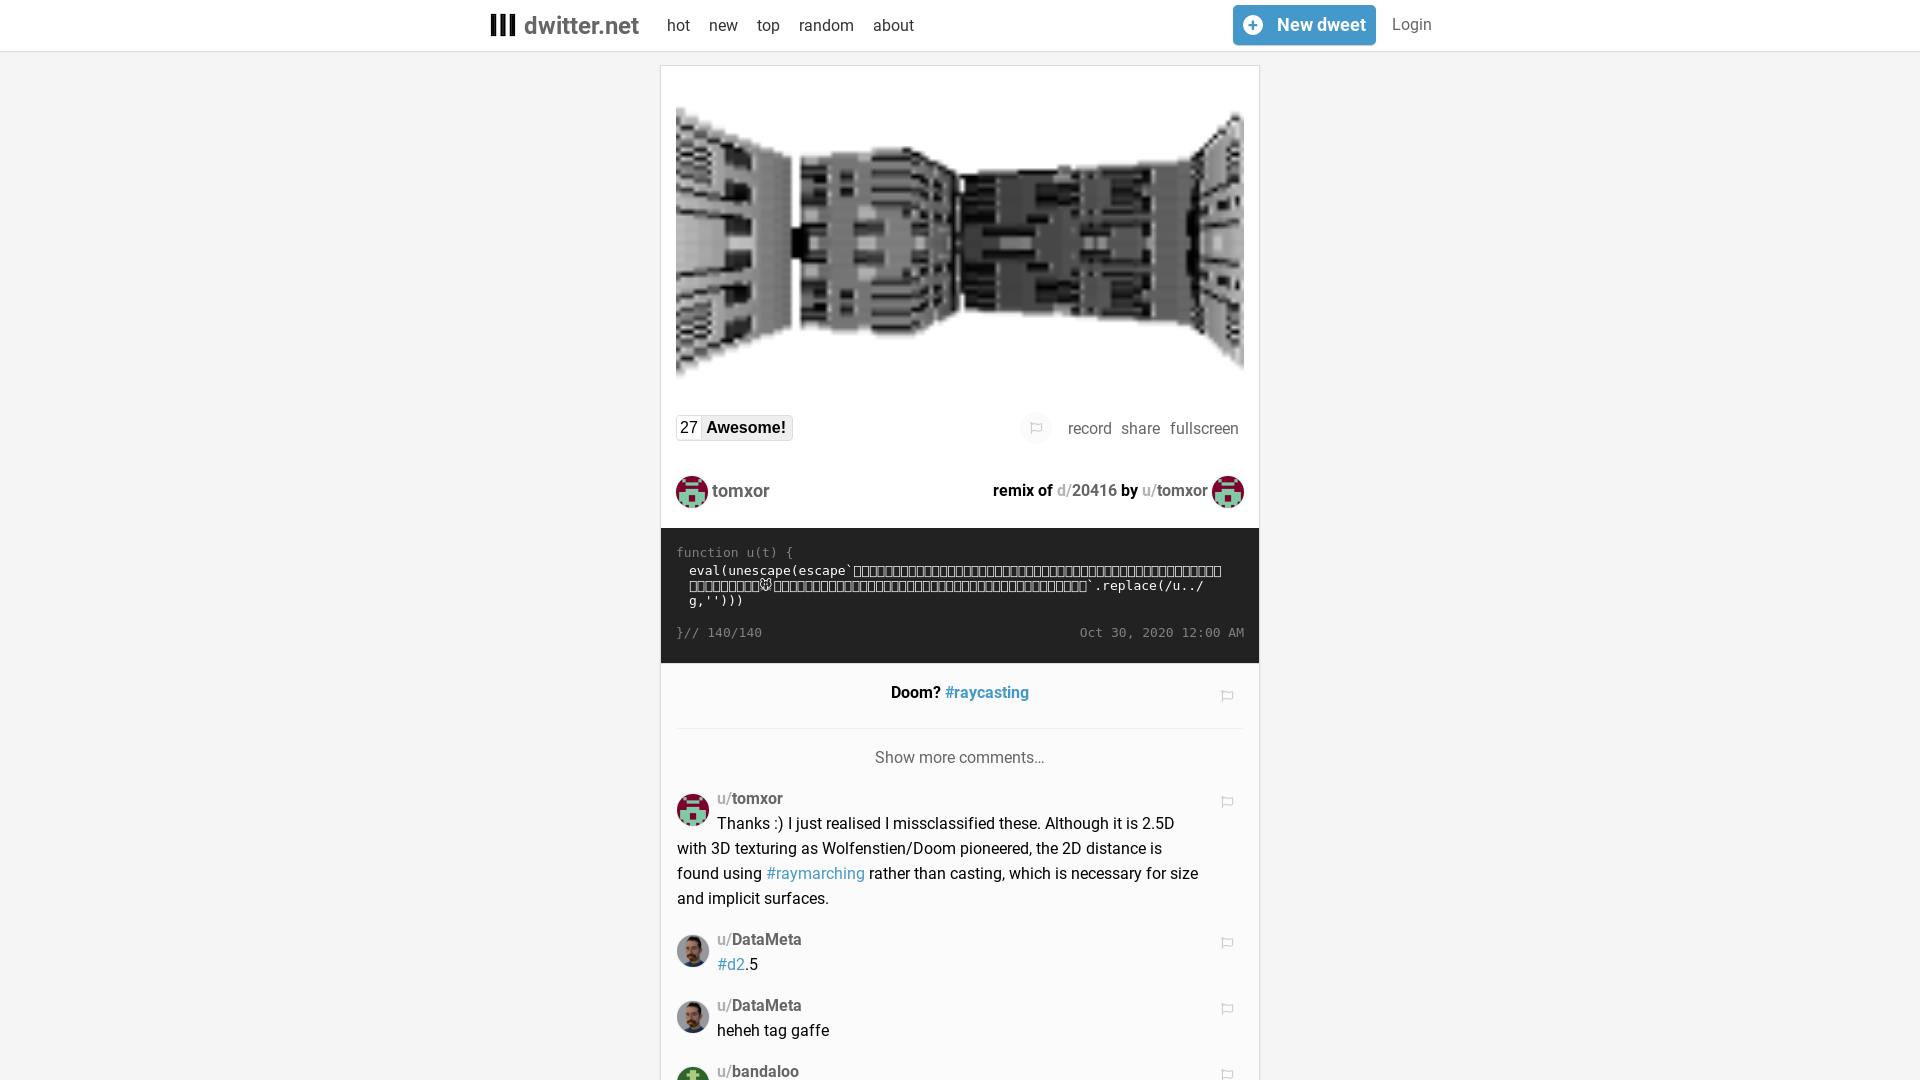 dwitter.net hot new top random about New dweet Login
27 Awesome! record share fullscreen
tomxor remix of d/20416 by u/tomxor
function u(t) {
eval(unescape(escape`
🐭
`.replace(/u../
g,'')))
}// 140/140 Oct 30, 2020 12:00 AM
Doom? #raycasting
Show more comments…
u/tomxor
Thanks :) I just realised I missclassified these. Although it is 2.5D
with 3D texturing as Wolfenstien/Doom pioneered, the 2D distance is
found using #raymarching rather than casting, which is necessary for size
and implicit surfaces.
u/DataMeta
#d2.5
u/DataMeta
heheh tag gaffe
u/bandaloo